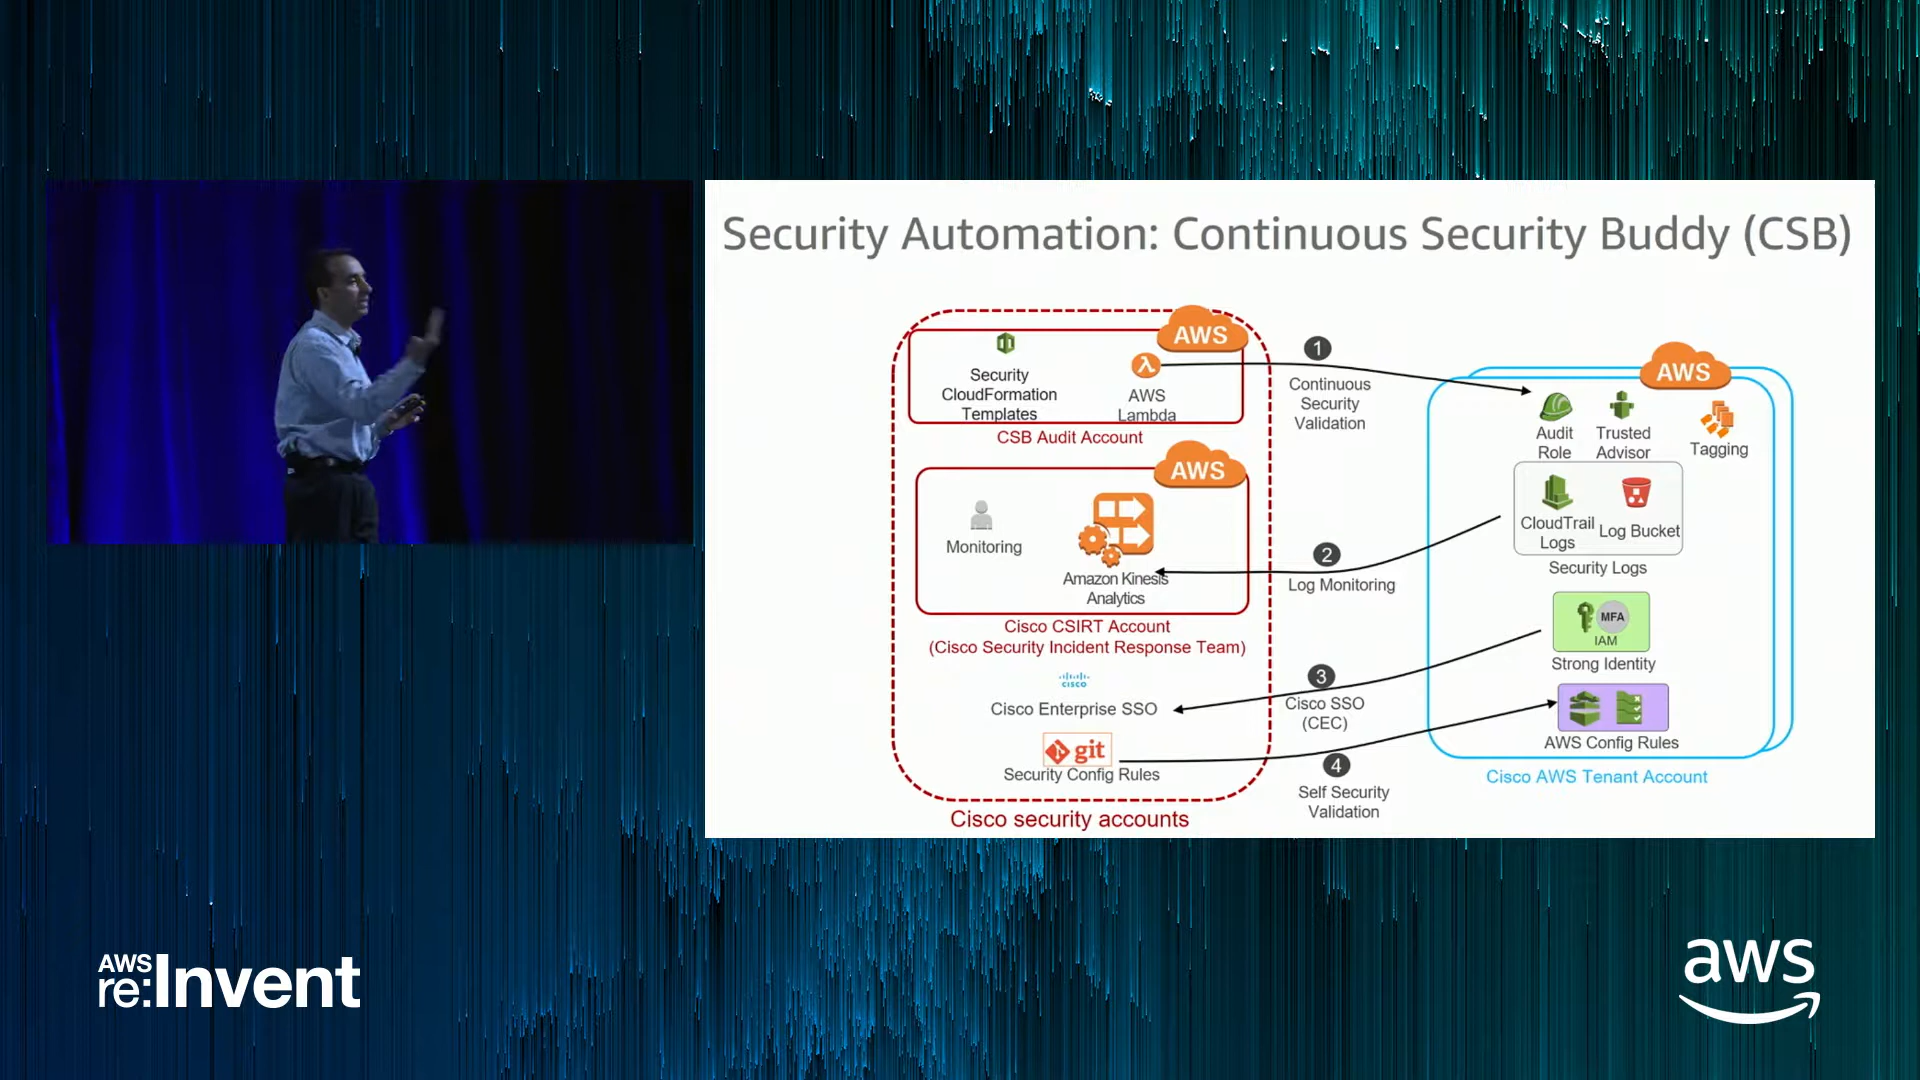 Security Automation: Continuous Security Buddy (CSB)
AWS
Security
CloudFormation
Templates
AWS
Lambda
CSB Audit Account
AWS
Monitoring
Amazon Kinesis
Analytics
Cisco CSIRT Account
(Cisco Security Incident Response Team)
CISCO
Cisco Enterprise SSO
git
Security Config Rules
Cisco security accounts
1
Continuous
Security
Validation
2
Log Monitoring
3
Cisco SSO
(CEC)
4
Self Security
Validation
AWS
Audit
Role
Trusted
Advisor
Tagging
CloudTrail
Logs
Log Bucket
Security Logs
MFA
IAM
Strong Identity
AWS Config Rules
Cisco AWS Tenant Account
AWS
re:Invent
aws